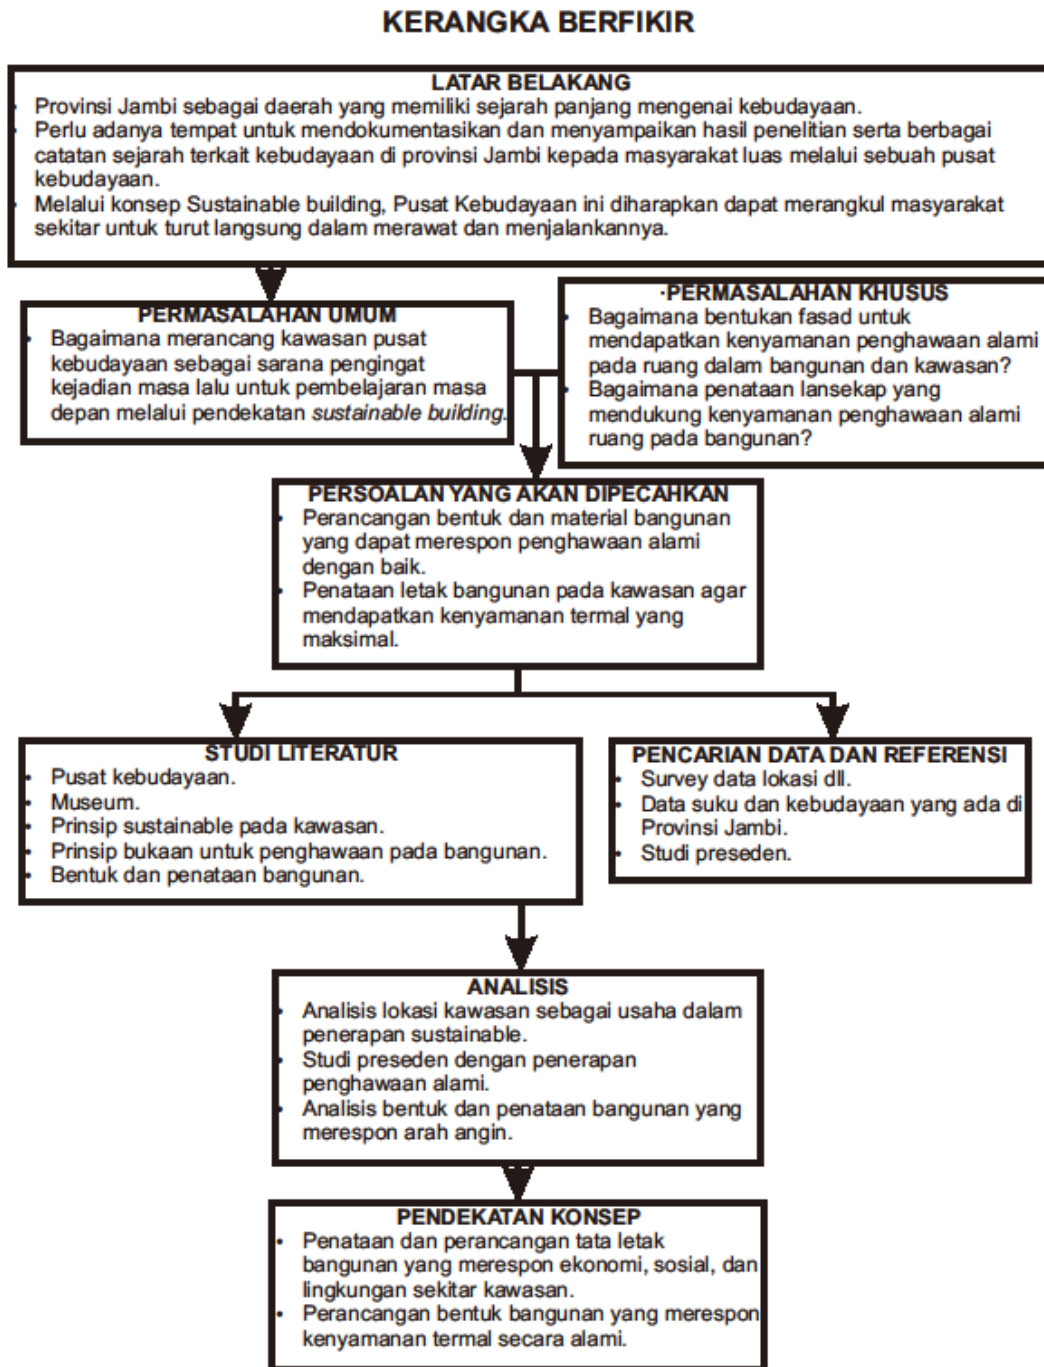 KERANGKA BERFIKIR
LATAR BELAKANG
• Provinsi Jambi sebagai daerah yang memiliki sejarah panjang mengenai kebudayaan.
• Perlu adanya tempat untuk mendokumentasikan dan menyampaikan hasil penelitian serta berbagai
catatan sejarah terkait kebudayaan di provinsi Jambi kepada masyarakat luas melalui sebuah pusat
kebudayaan.
• Melalui konsep Sustainable building, Pusat Kebudayaan ini diharapkan dapat merangkul masyarakat
sekitar untuk turut langsung dalam merawat dan menjalankannya.
PERMASALAHAN UMUM
• Bagaimana merancang kawasan pusat
kebudayaan sebagai sarana pengingat
kejadian masa lalu untuk pembelajaran masa
depan melalui pendekatan sustainable building.
·PERMASALAHAN KHUSUS
• Bagaimana bentukan fasad untuk
mendapatkan kenyamanan penghawaan alami
pada ruang dalam bangunan dan kawasan?
• Bagaimana penataan lansekap yang
mendukung kenyamanan penghawaan alami
ruang pada bangunan?
PERSOALAN YANG AKAN DIPECAHKAN
• Perancangan bentuk dan material bangunan
yang dapat merespon penghawaan alami
dengan baik.
• Penataan letak bangunan pada kawasan agar
mendapatkan kenyamanan termal yang
maksimal.
STUDI LITERATUR
• Pusat kebudayaan.
• Museum.
• Prinsip sustainable pada kawasan.
• Prinsip bukaan untuk penghawaan pada bangunan.
• Bentuk dan penataan bangunan.
PENCARIAN DATA DAN REFERENSI
• Survey data lokasi dll.
• Data suku dan kebudayaan yang ada di
Provinsi Jambi.
• Studi preseden.
ANALISIS
• Analisis lokasi kawasan sebagai usaha dalam
penerapan sustainable.
• Studi preseden dengan penerapan
penghawaan alami.
• Analisis bentuk dan penataan bangunan yang
merespon arah angin.
PENDEKATAN KONSEP
• Penataan dan perancangan tata letak
bangunan yang merespon ekonomi, sosial, dan
lingkungan sekitar kawasan.
• Perancangan bentuk bangunan yang merespon
kenyamanan termal secara alami.